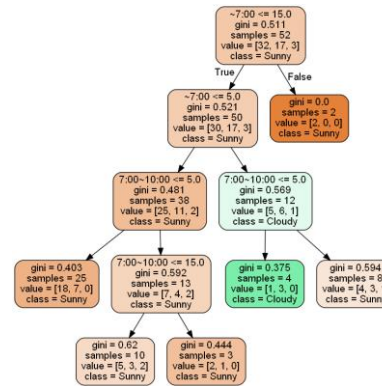 ~7:00 <= 15.0
gini = 0.511
samples = 52
value = [32, 17, 3]
class = Sunny
True
False
~7:00 <= 5.0
gini = 0.521
samples = 50
value = [30, 17, 3]
class = Sunny
gini = 0.0
samples = 2
value = [2, 0, 0]
class = Sunny
7:00~10:00 <= 5.0
gini = 0.481
samples = 38
value = [25, 11, 2]
class = Sunny
7:00~10:00 <= 5.0
gini = 0.569
samples = 12
value = [5, 6, 1]
class = Cloudy
gini = 0.403
samples = 25
value = [18, 7, 0]
class = Sunny
7:00~10:00 <= 15.0
gini = 0.592
samples = 13
value = [7, 4, 2]
class = Sunny
gini = 0.375
samples = 4
value = [1, 3, 0]
class = Cloudy
gini = 0.594
samples = 8
value = [4, 3,
class = Sunny
gini = 0.62
samples = 10
value = [5, 3, 2]
class = Sunny
gini = 0.444
samples = 3
value = [2, 1, 0]
class = Sunny